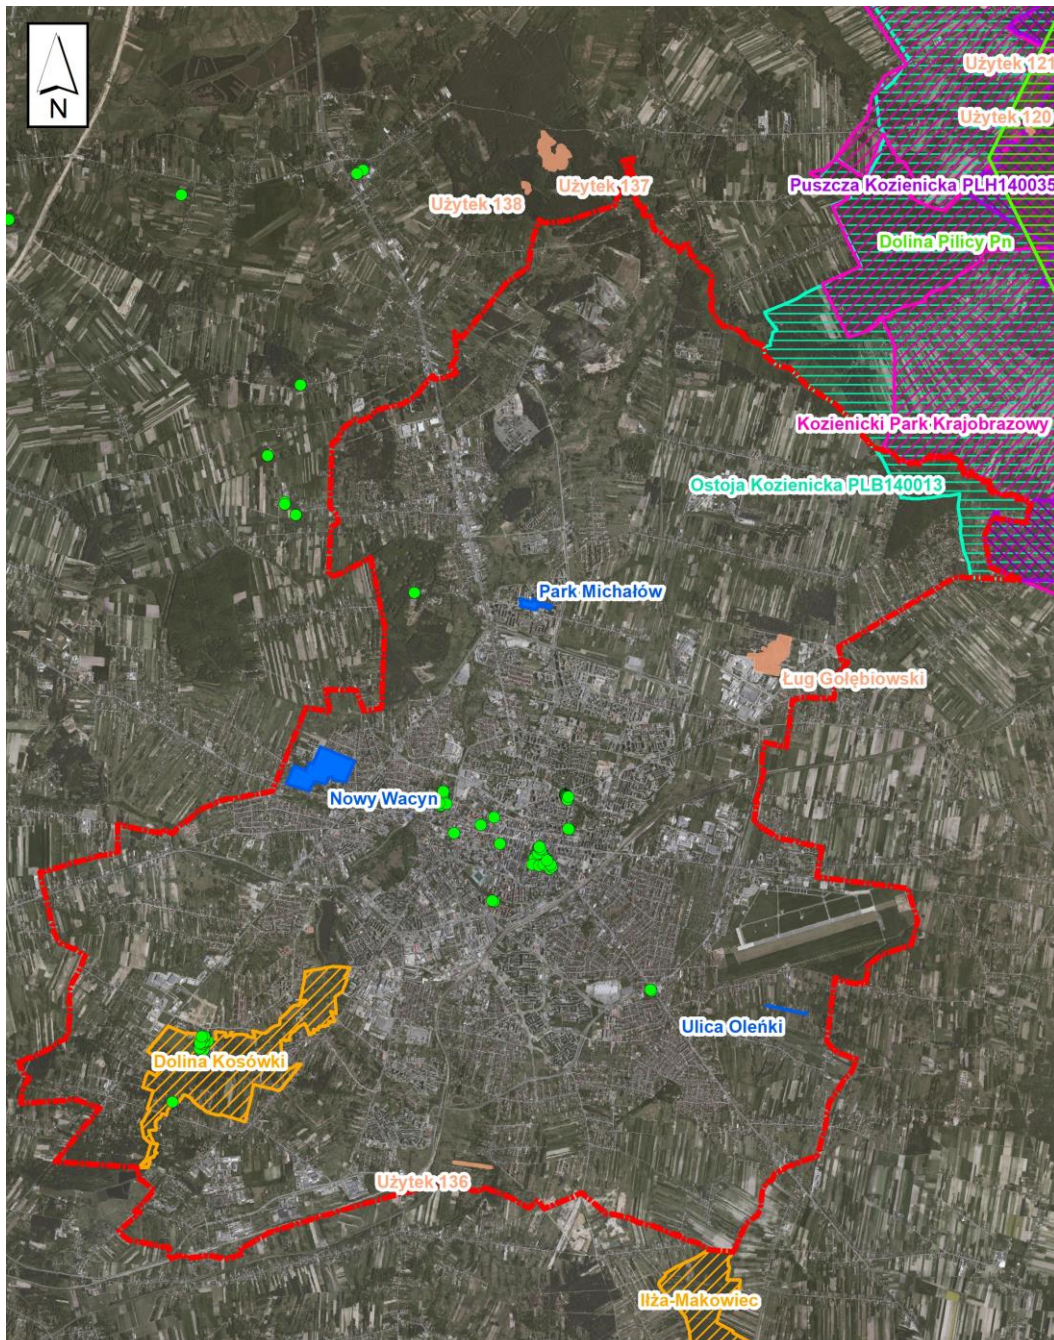 N
Użytek 121
Użytek 120
Użytek 137
Puszcza Kozienicka PLH140035
Użytek 138
Dolina Pilicy Pn
Kozienicki Park Krajobrazowy
Ostoja Kozienicka PLB140013
Park Michałów
Ług Gołębiowski
Nowy Wacyn
Ulica Oleńki
Dolina Kosówki
Użytek 136
Iłża-Makowiec